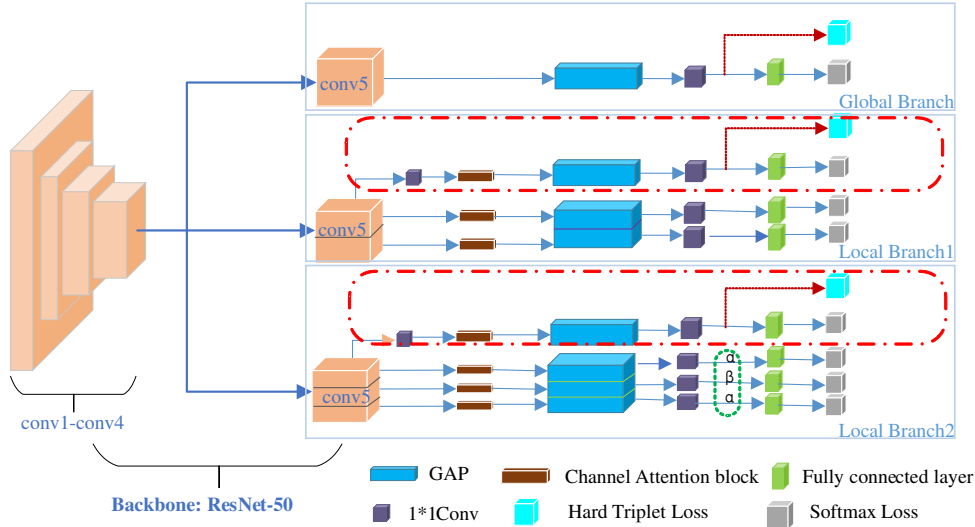 conv5
Global Branch
conv5
Local Branch1
conv5
α
β
α
Local Branch2
conv1-conv4
Backbone: ResNet-50
GAP
Channel Attention block
Fully connected layer
1*1Conv
Hard Triplet Loss
Softmax Loss